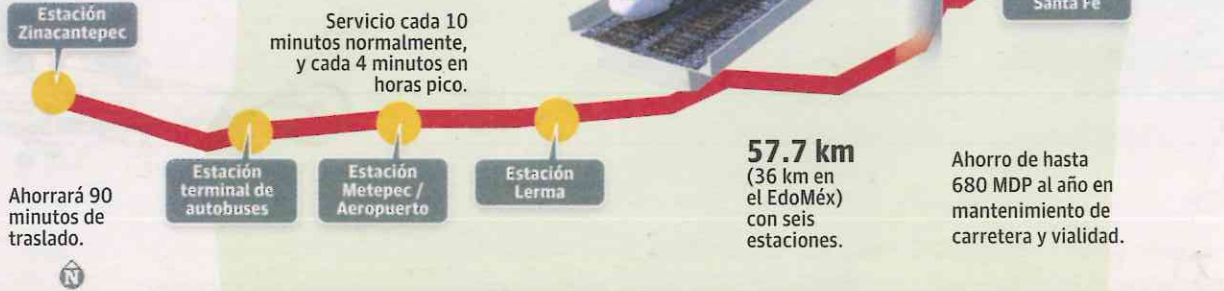 Estación
Zinacantepec
Servicio cada 10
minutos normalmente,
y cada 4 minutos en
horas pico.
Santa Fe
Estación
terminal de
autobuses
Estación
Metepec /
Aeropuerto
Estación
Lerma
57.7 km
(36 km en
el EdoMéx)
con seis
estaciones.
Ahorro de hasta
680 MDP al año en
mantenimiento de
carretera y vialidad.
Ahorrará 90
minutos de
traslado.
N